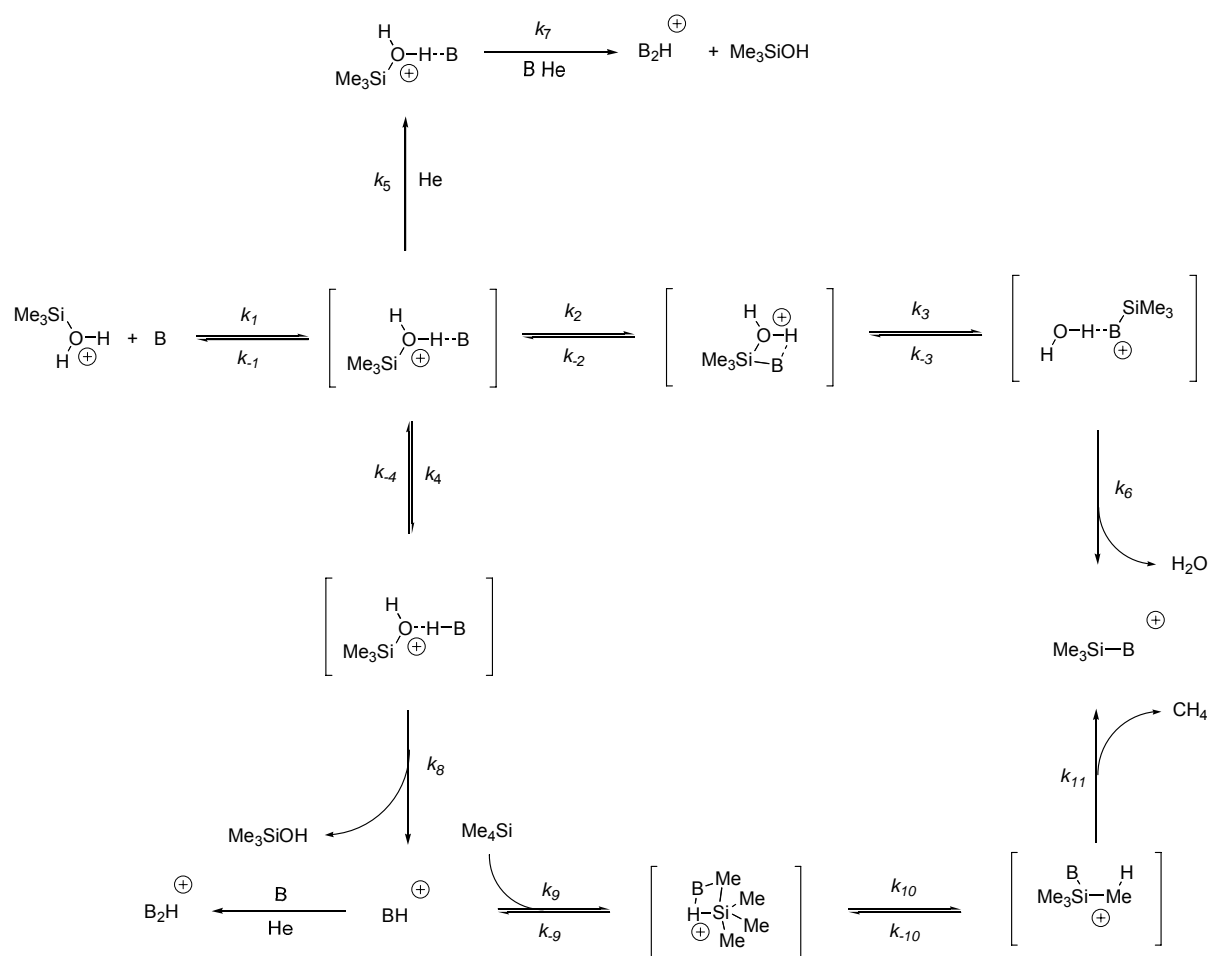 H
O—H---B
Me₃Si
⊕
k₇
B He
B₂H⊕ + Me₃SiOH
k₅ He
Me₃Si
O—H
H ⊕
+ B
k₁
k₋₁
H
O—H---B
Me₃Si
⊕
k₂
k₋₂
H
O—H
⊕
Me₃Si—B
k₃
k₋₃
SiMe₃
O—H---B
H
⊕
k₋₄ k₄
k₆
H₂O
H
O---H—B
Me₃Si
⊕
Me₃Si—B⊕
CH₄
k₈
k₁₁
Me₃SiOH
Me₄Si
B₂H⊕
B
He
BH⊕
k₉
k₋₉
B—Me
H—Si
Me
Me
Me
⊕
k₁₀
k₋₁₀
B H
Me₃Si—Me
⊕